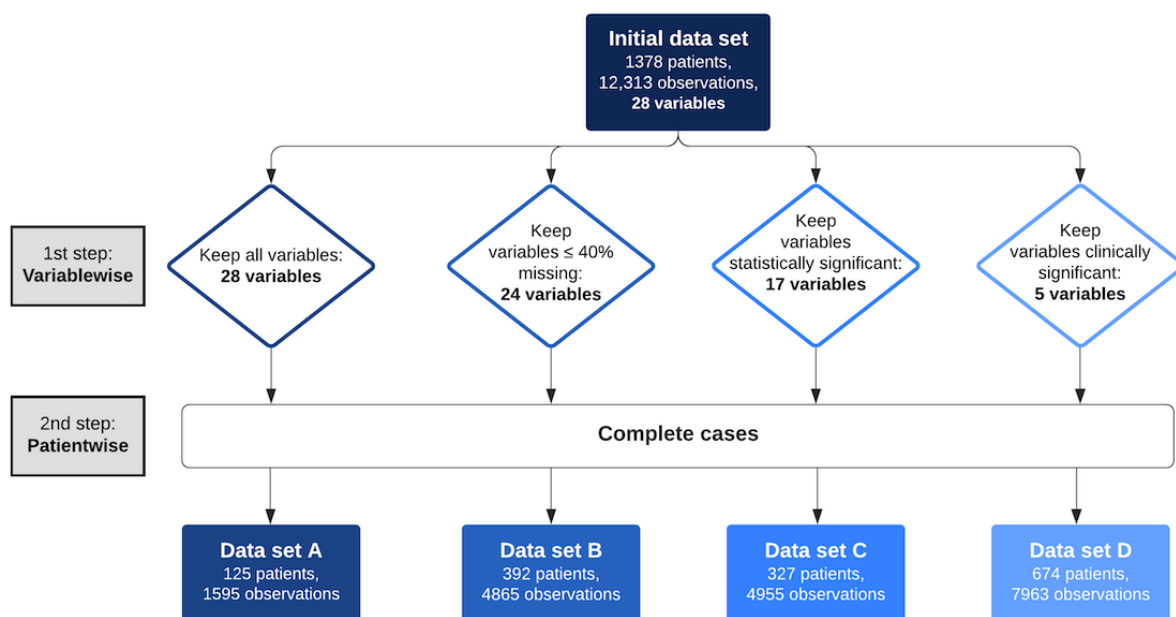 Initial data set
1378 patients,
12,313 observations,
28 variables
1st step:
Variablewise
Keep all variables:
28 variables
Keep
variables ≤ 40%
missing:
24 variables
Keep
variables
statistically significant:
17 variables
Keep
variables clinically
significant:
5 variables
2nd step:
Patientwise
Complete cases
Data set A
125 patients,
1595 observations
Data set B
392 patients,
4865 observations
Data set C
327 patients,
4955 observations
Data set D
674 patients,
7963 observations